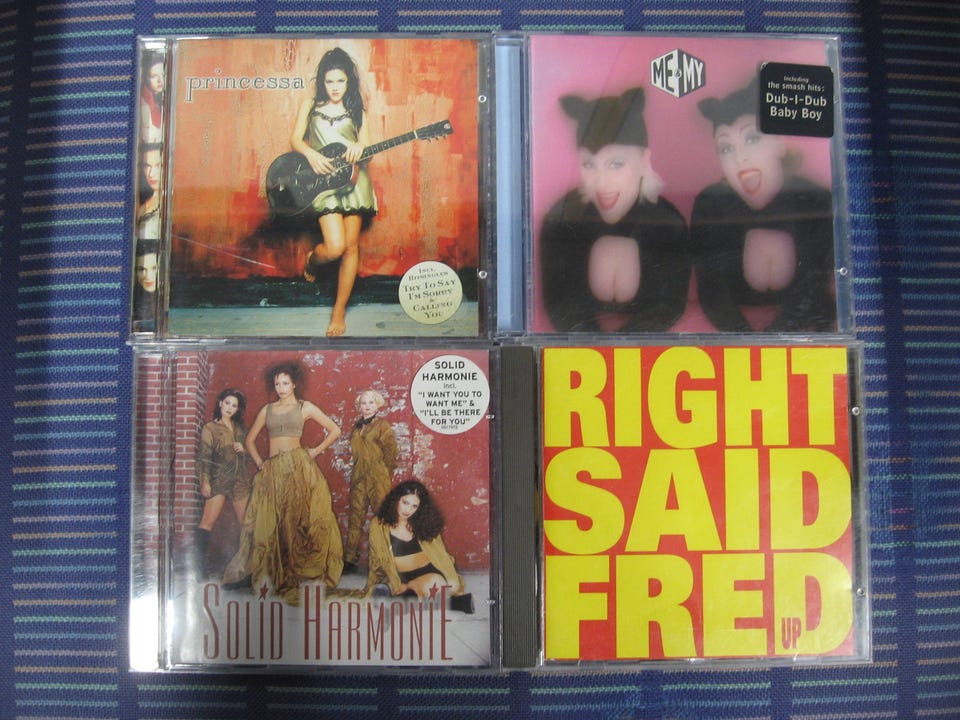 princessa
Incl.
Hitsingles
Try To Say
I'm Sorry
&
Calling
You
ME & MY
Including
the smash hits:
Dub-I-Dub
Baby Boy
SOLID
HARMONIE
incl.
"I WANT YOU TO
WANT ME" &
"I'LL BE THERE
FOR YOU"
SOLiD HARMONiE
RIGHT
SAID
FRED
UP